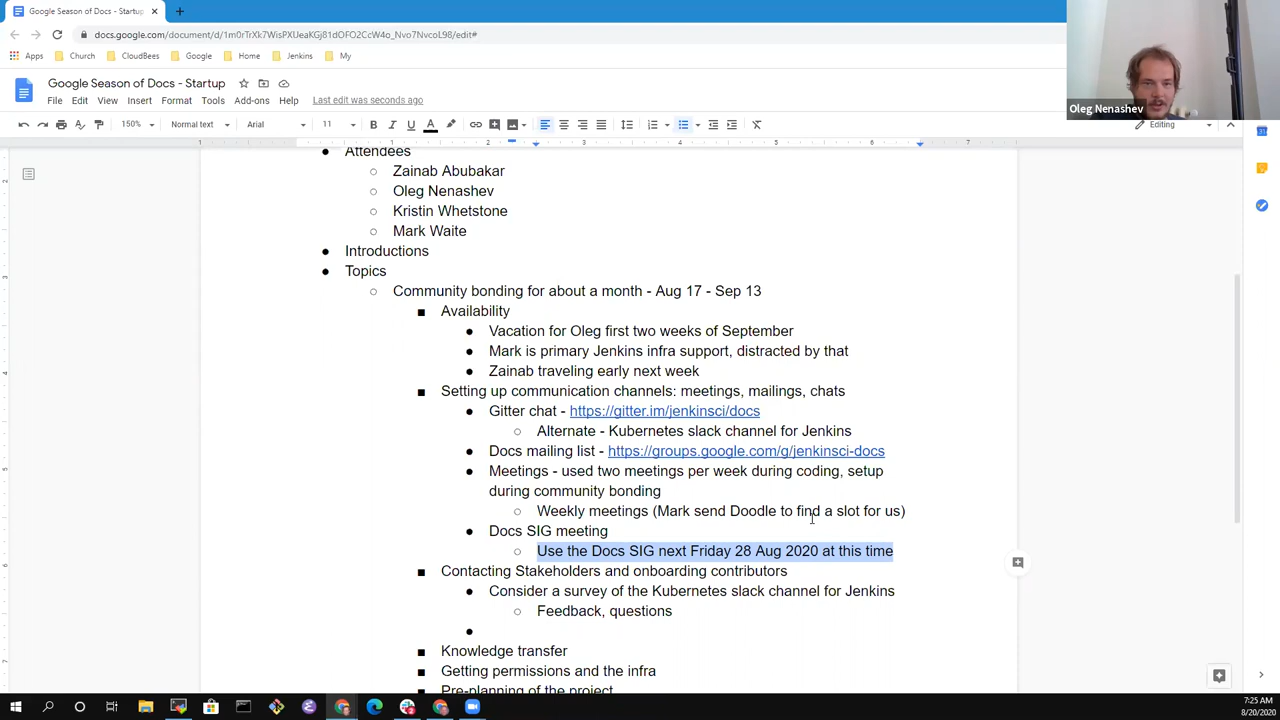 Google Season of Docs - Startup
docs.google.com/document/d/1m0rTrXk7WisPXUeaKGj81dOFO2CcW4o_Nvo7NvcoL98/edit#
Apps Church CloudBees Google Home Jenkins My
Google Season of Docs - Startup
File Edit View Insert Format Tools Add-ons Help Last edit was seconds ago
150% Normal text Arial 11 B I U A Editing
1 1 2 3 4 5 6 7
Attendees
Zainab Abubakar
Oleg Nenashev
Kristin Whetstone
Mark Waite
Introductions
Topics
Community bonding for about a month - Aug 17 - Sep 13
Availability
Vacation for Oleg first two weeks of September
Mark is primary Jenkins infra support, distracted by that
Zainab traveling early next week
Setting up communication channels: meetings, mailings, chats
Gitter chat - https://gitter.im/jenkinsci/docs
Alternate - Kubernetes slack channel for Jenkins
Docs mailing list - https://groups.google.com/g/jenkinsci-docs
Meetings - used two meetings per week during coding, setup
during community bonding
Weekly meetings (Mark send Doodle to find a slot for us)
Docs SIG meeting
Use the Docs SIG next Friday 28 Aug 2020 at this time
Contacting Stakeholders and onboarding contributors
Consider a survey of the Kubernetes slack channel for Jenkins
Feedback, questions
Knowledge transfer
Getting permissions and the infra
Pre-planning of the project
Oleg Nenashev
7:25 AM
8/20/2020